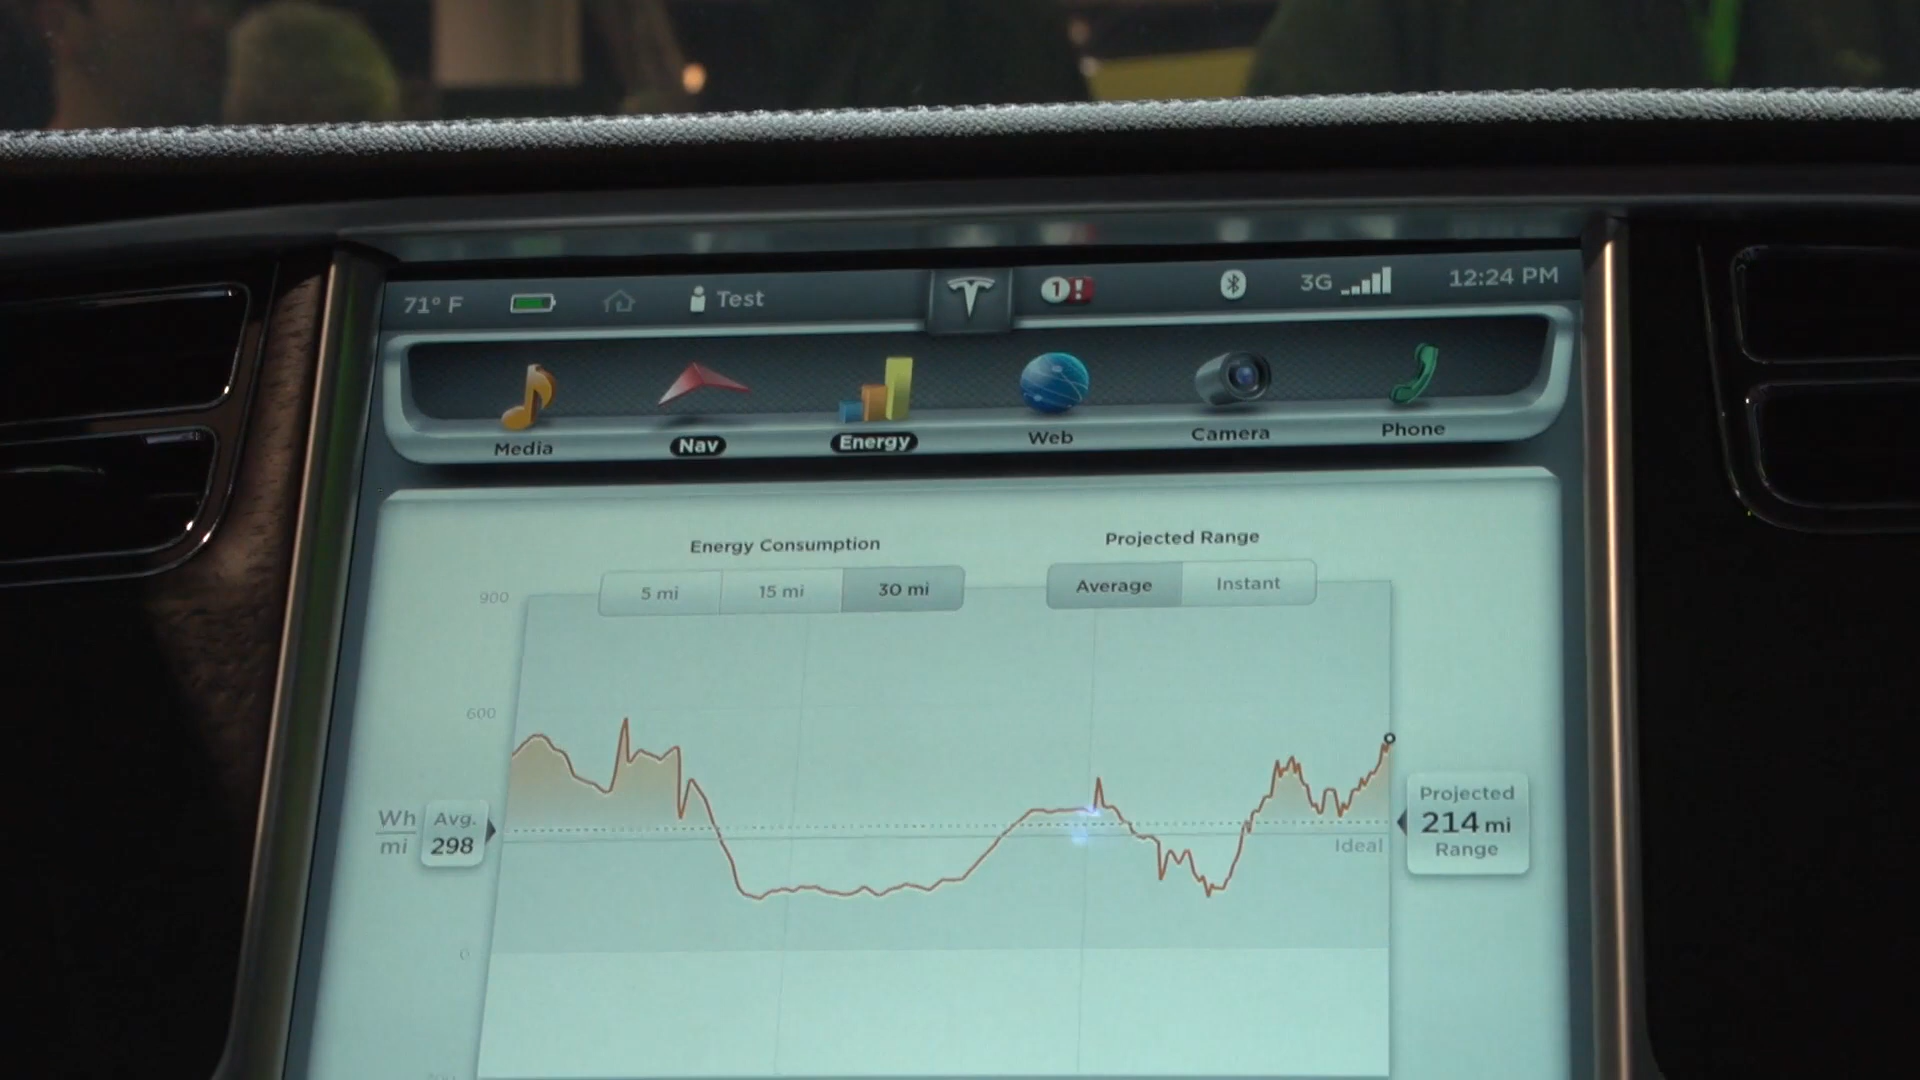 71° F
Test
1!
3G
12:24 PM
Media
Nav
Energy
Web
Camera
Phone
Energy Consumption
Projected Range
5 mi
15 mi
30 mi
Average
Instant
900
600
Wh
mi
Avg.
298
Projected
214 mi
Range
Ideal
0